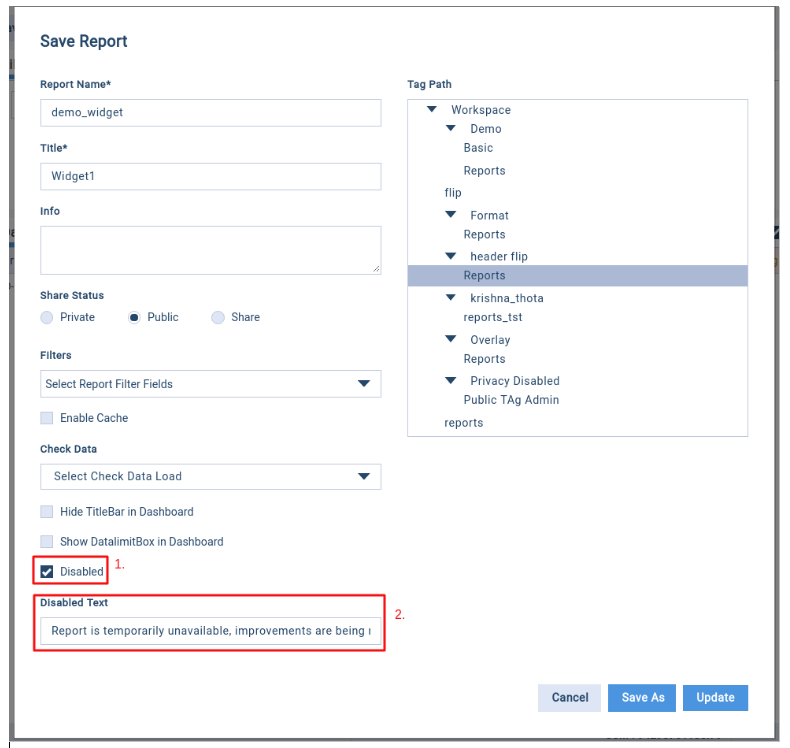 Save Report
Report Name*
demo_widget
Title*
Widget1
Info
Share Status
Private
Public
Share
Filters
Select Report Filter Fields
Enable Cache
Check Data
Select Check Data Load
Hide TitleBar in Dashboard
Show DatalimitBox in Dashboard
Disabled
1.
Disabled Text
2.
Report is temporarily unavailable, improvements are being
Tag Path
Workspace
Demo
Basic
Reports
flip
Format
Reports
header flip
Reports
krishna_thota
reports_tst
Overlay
Reports
Privacy Disabled
Public TAg Admin
reports
Cancel
Save As
Update